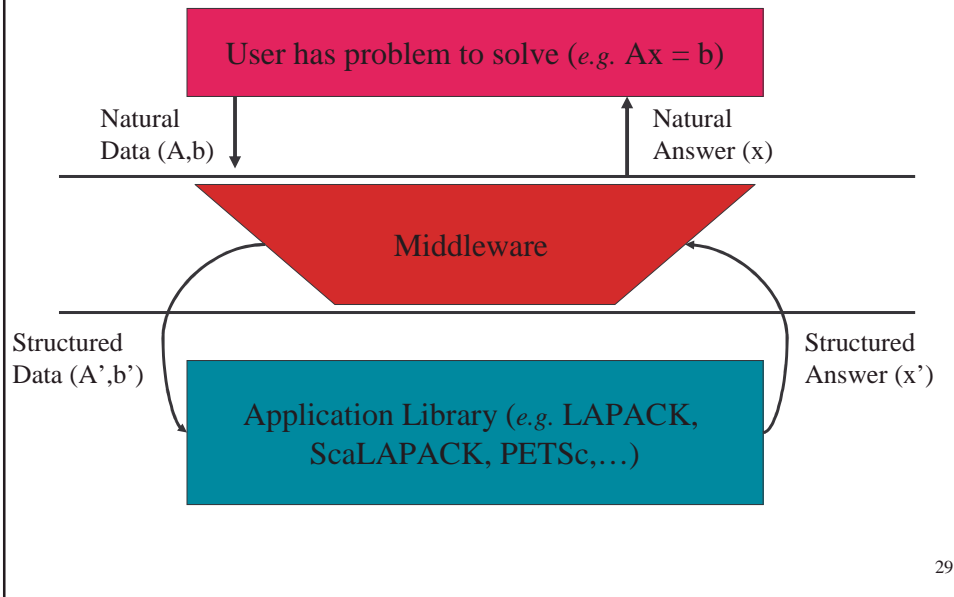 User has problem to solve (e.g. Ax = b)
Natural
Data (A,b)
Natural
Answer (x)
Middleware
Structured
Data (A’,b’)
Structured
Answer (x’)
Application Library (e.g. LAPACK,
ScaLAPACK, PETSc,…)
29